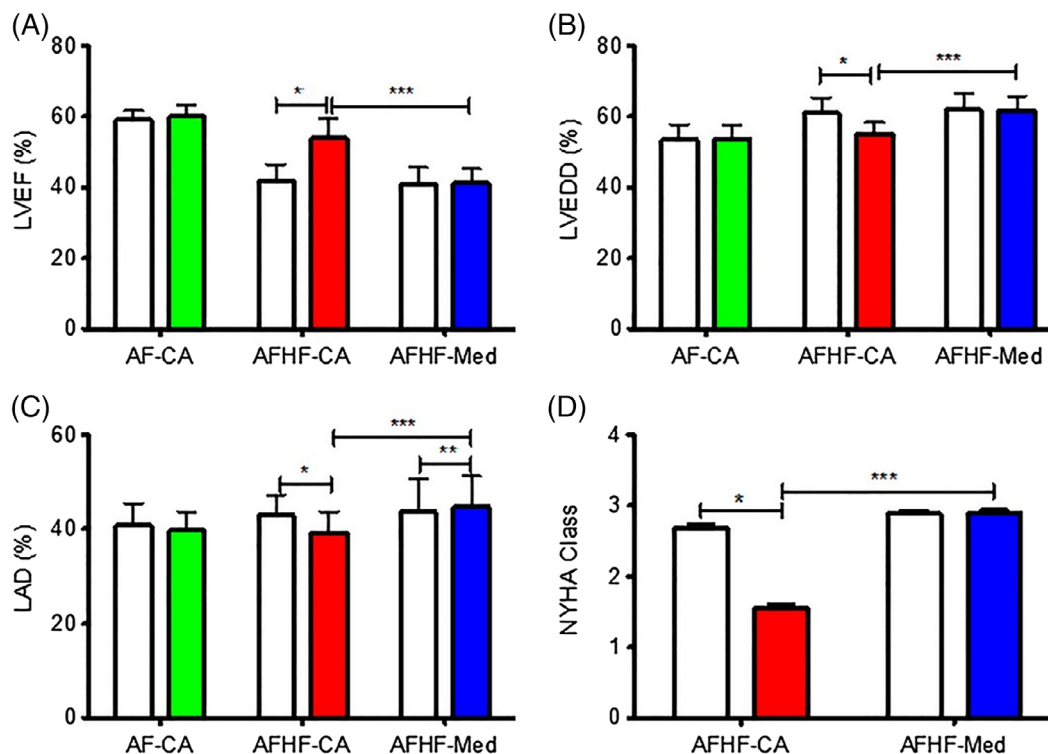 (A)
80
60
40
20
0
LVEF (%)
*
***
AF-CA AFHF-CA AFHF-Med
(B)
80
60
40
20
0
LVEDD (%)
*
***
AF-CA AFHF-CA AFHF-Med
(C)
60
40
20
0
LAD (%)
*
***
**
AF-CA AFHF-CA AFHF-Med
(D)
4
3
2
1
0
NYHA Class
*
***
AFHF-CA AFHF-Med